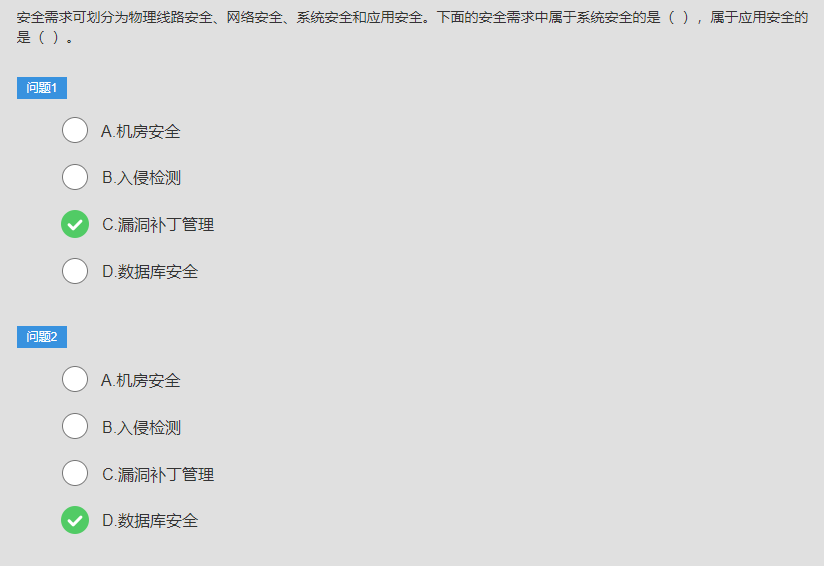 安全需求可划分为物理线路安全、网络安全、系统安全和应用安全。下面的安全需求中属于系统安全的是（ ），属于应用安全的
是（ ）。
问题1
A.机房安全
B.入侵检测
C.漏洞补丁管理
D.数据库安全
问题2
A.机房安全
B.入侵检测
C.漏洞补丁管理
D.数据库安全